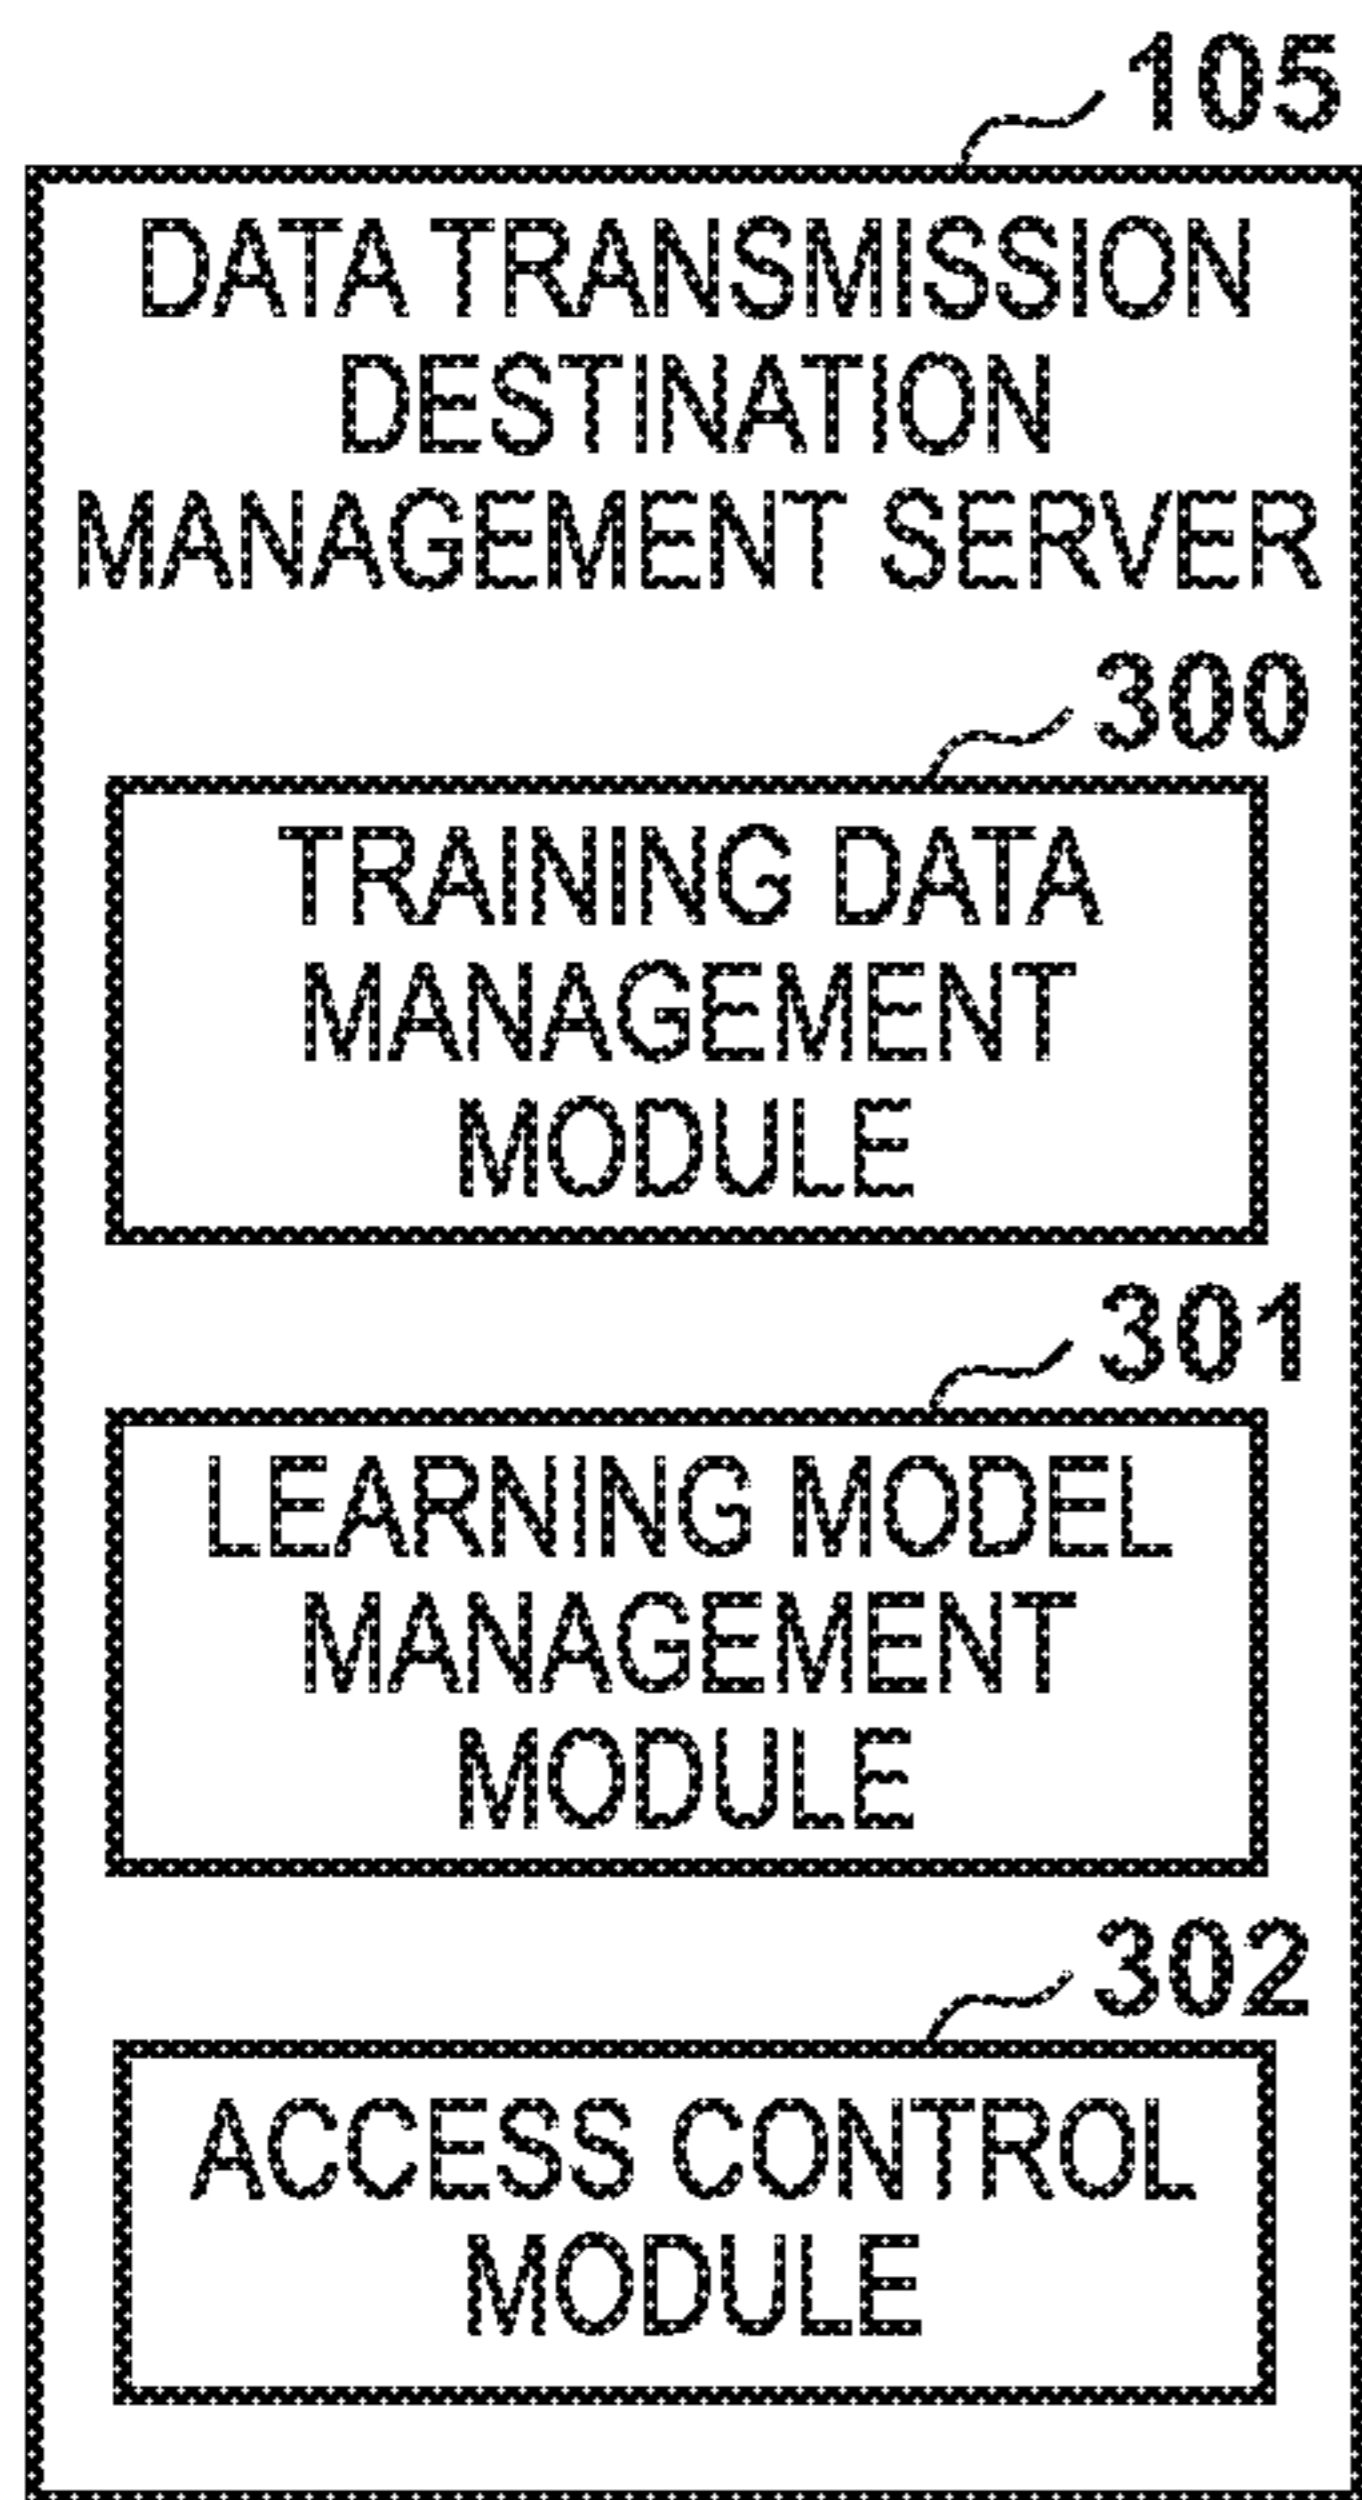 105
DATA TRANSMISSION
DESTINATION
MANAGEMENT SERVER
300
TRAINING DATA
MANAGEMENT
MODULE
301
LEARNING MODEL
MANAGEMENT
MODULE
302
ACCESS CONTROL
MODULE